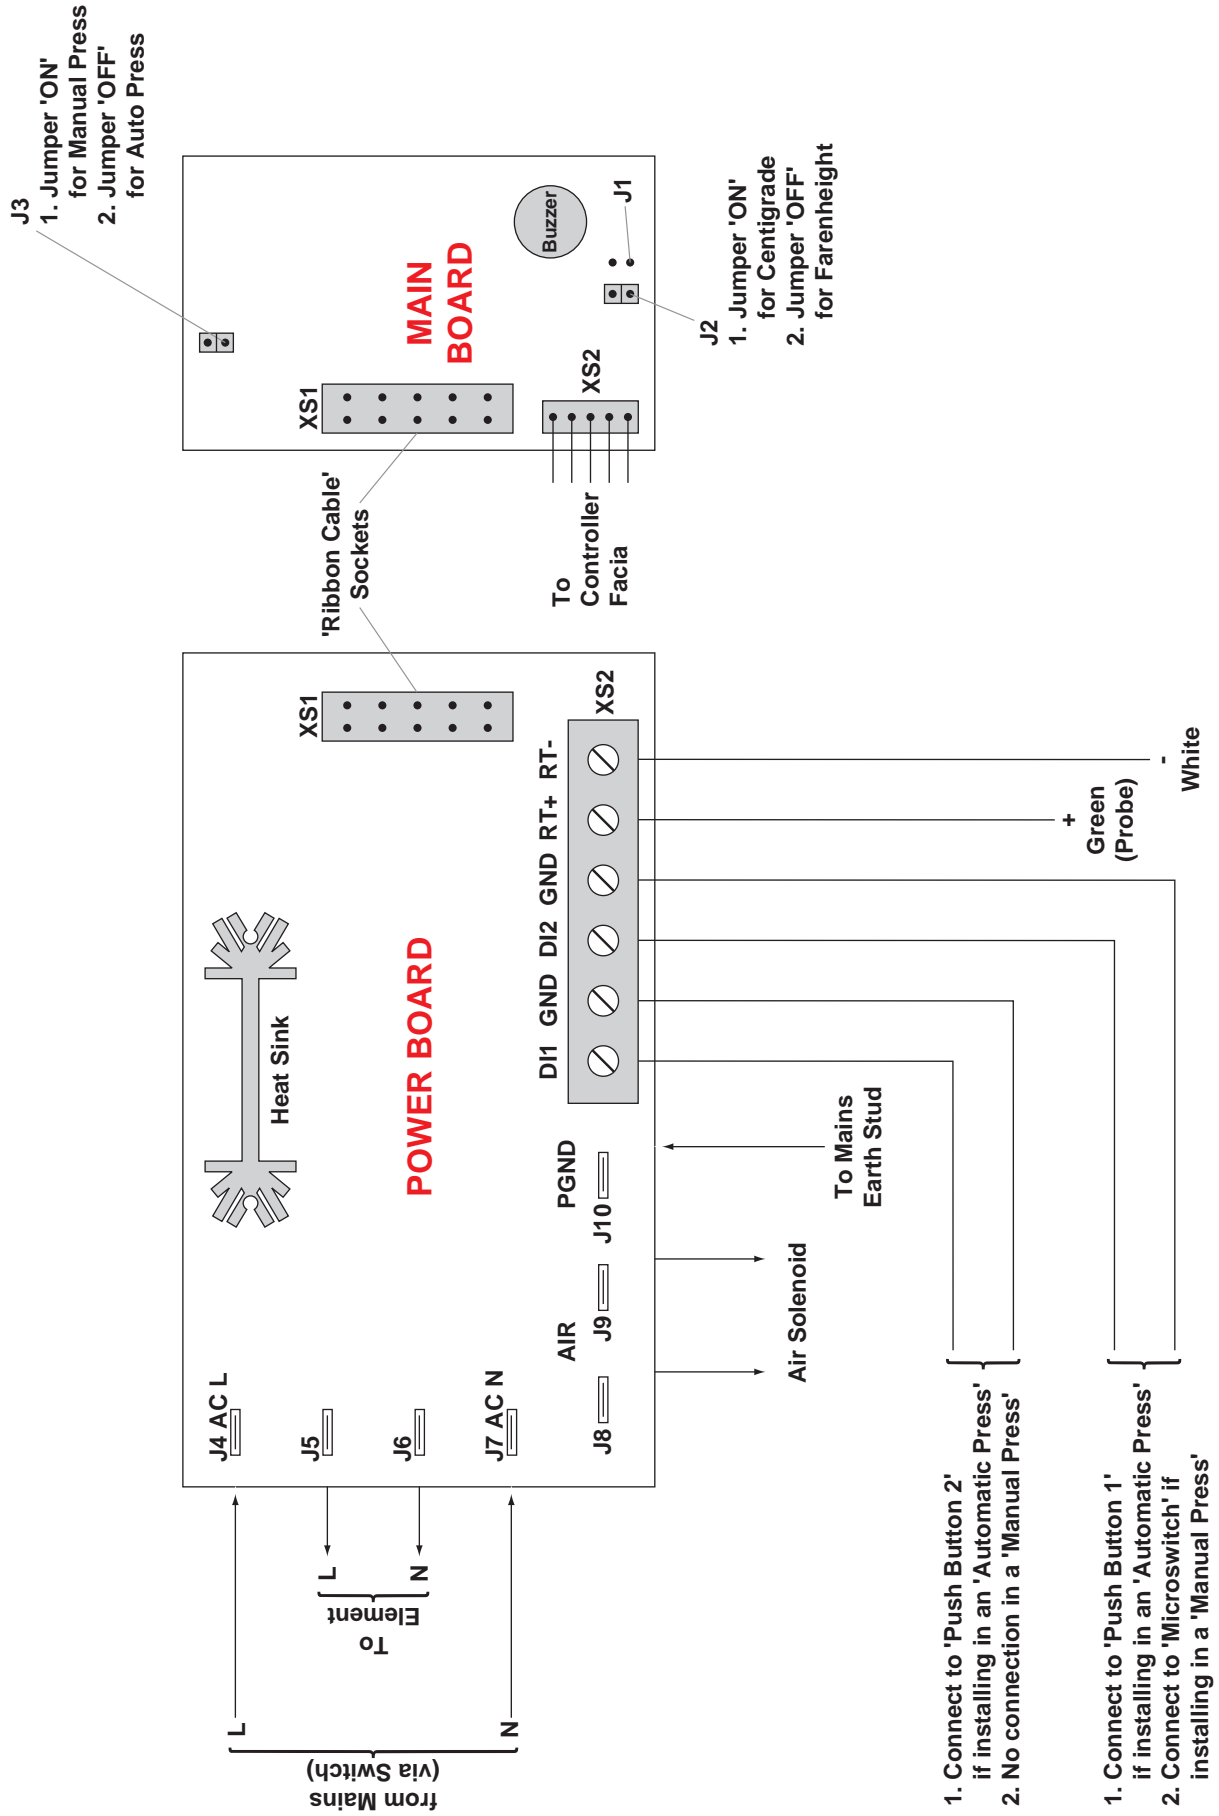 from Mains
(via Switch)
L
N
To
Element
L
N
J4 AC L
J5
J6
J7 AC N
Heat Sink
POWER BOARD
J8
AIR
J9
J10
PGND
DI1 GND DI2 GND RT+ RT-
XS2
XS1
Air Solenoid
To Mains
Earth Stud
1. Connect to 'Push Button 2'
if installing in an 'Automatic Press'
2. No connection in a 'Manual Press'
1. Connect to 'Push Button 1'
if installing in an 'Automatic Press'
2. Connect to 'Microswitch' if
installing in a 'Manual Press'
+
Green
(Probe)
-
White
'Ribbon Cable'
Sockets
To
Controller
Facia
XS1
MAIN
BOARD
XS2
Buzzer
J1
J3
1. Jumper 'ON'
for Manual Press
2. Jumper 'OFF'
for Auto Press
J2
1. Jumper 'ON'
for Centigrade
2. Jumper 'OFF'
for Farenheight